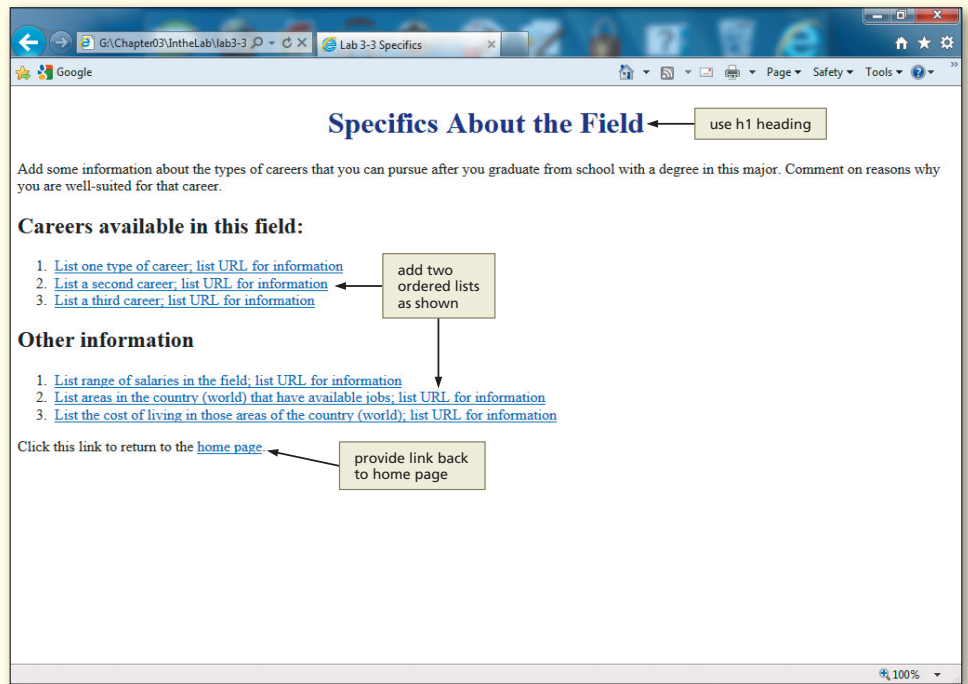 G:\Chapter03\IntheLab\lab3-3
Lab 3-3 Specifics
Google
Page
Safety
Tools
Specifics About the Field
use h1 heading
Add some information about the types of careers that you can pursue after you graduate from school with a degree in this major. Comment on reasons why
you are well-suited for that career.
Careers available in this field:
1. List one type of career; list URL for information
2. List a second career; list URL for information
3. List a third career; list URL for information
add two
ordered lists
as shown
Other information
1. List range of salaries in the field; list URL for information
2. List areas in the country (world) that have available jobs; list URL for information
3. List the cost of living in those areas of the country (world); list URL for information
Click this link to return to the home page.
provide link back
to home page
100%